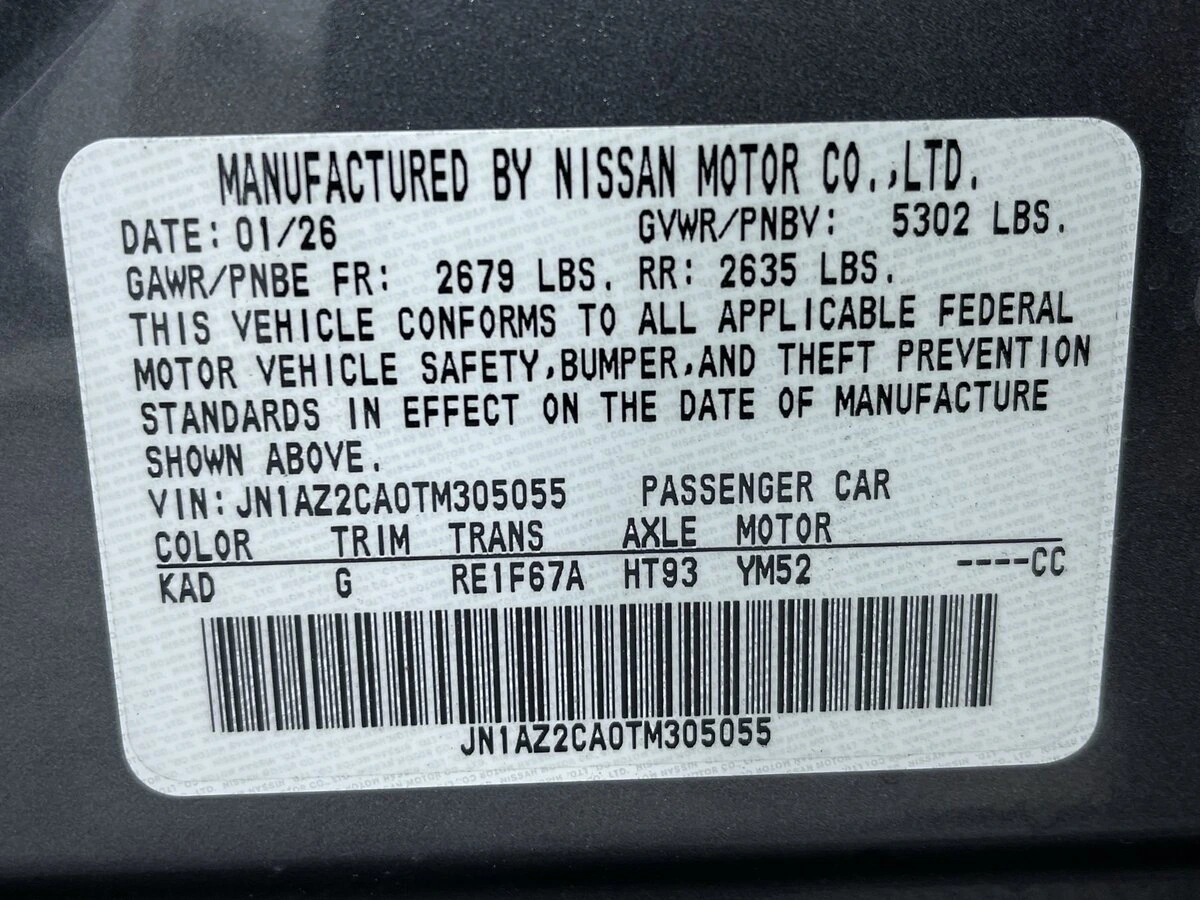 MANUFACTURED BY NISSAN MOTOR CO.,LTD.
DATE: 01/26 GVWR/PNBV: 5302 LBS.
GAWR/PNBE FR: 2679 LBS. RR: 2635 LBS.
THIS VEHICLE CONFORMS TO ALL APPLICABLE FEDERAL
MOTOR VEHICLE SAFETY,BUMPER,AND THEFT PREVENTION
STANDARDS IN EFFECT ON THE DATE OF MANUFACTURE
SHOWN ABOVE.
VIN:JN1AZ2CA0TM305055 PASSENGER CAR
COLOR TRIM TRANS AXLE MOTOR
KAD G RE1F67A HT93 YM52 ----CC
JN1AZ2CA0TM305055